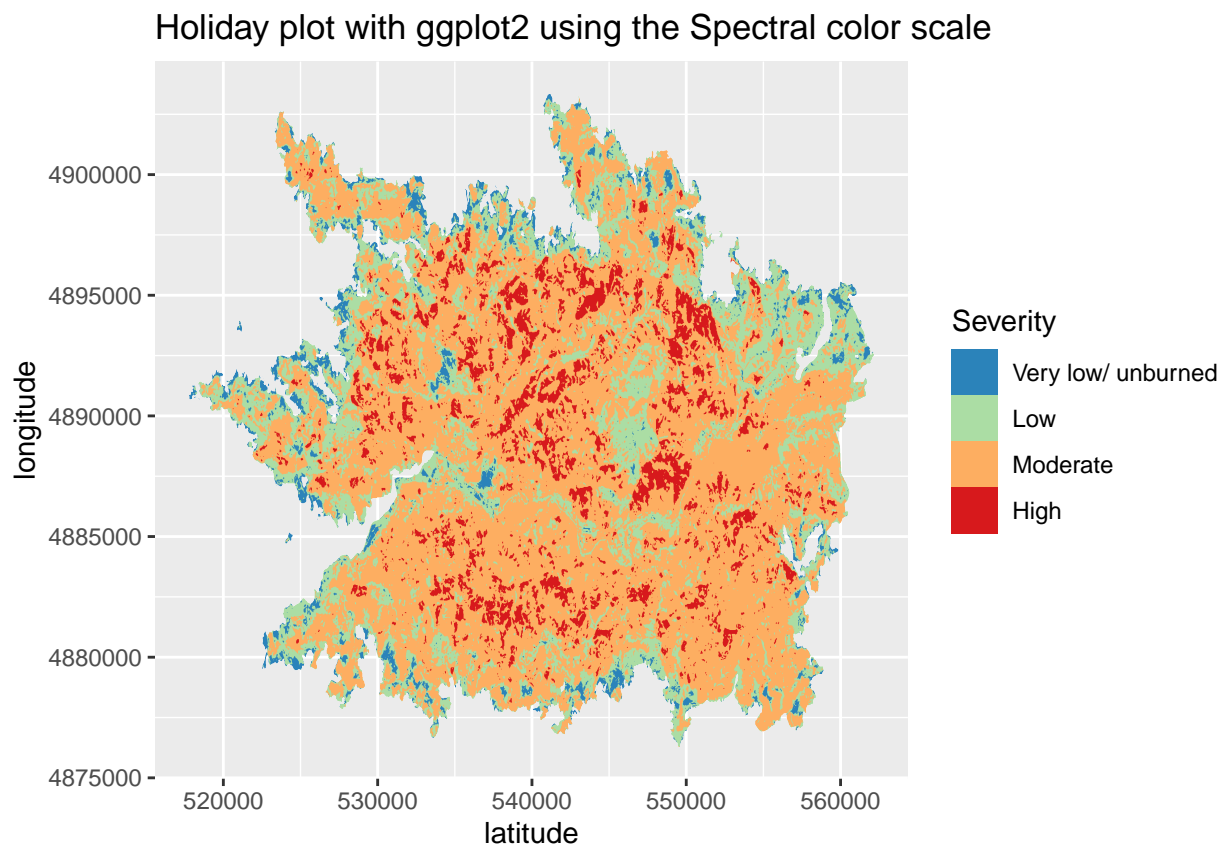 Holiday plot with ggplot2 using the Spectral color scale
4900000
4895000
4890000
4885000
4880000
4875000
longitude
520000 530000 540000 550000 560000
latitude
Severity
Very low/ unburned
Low
Moderate
High